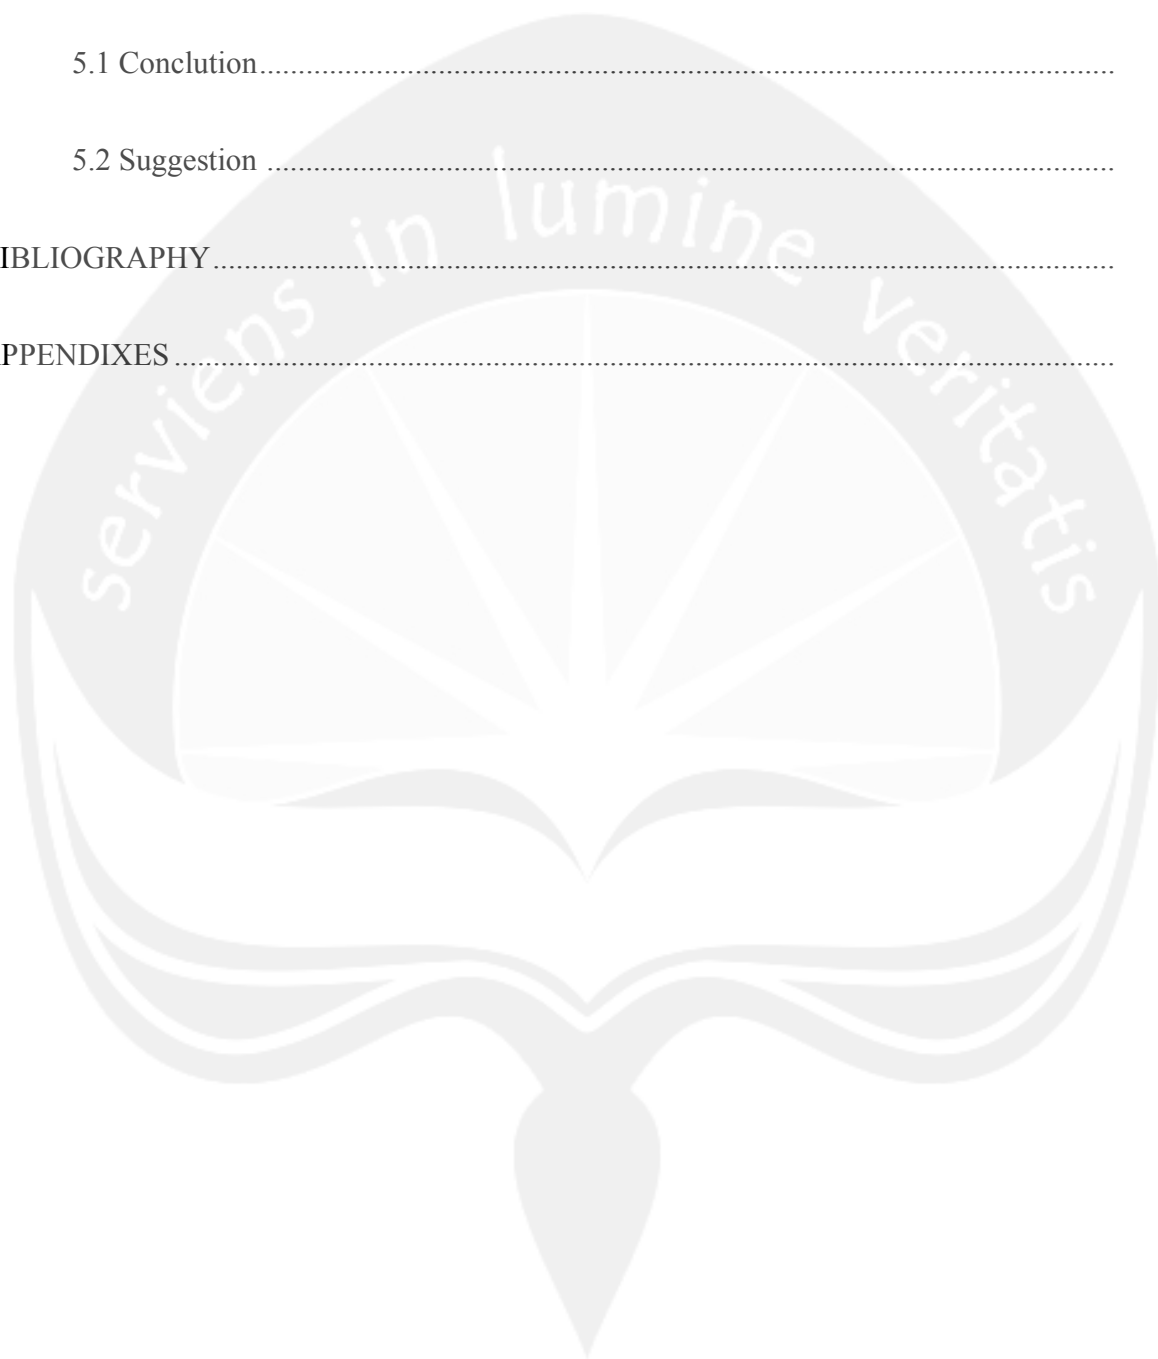 5.1 Conclution..............................................................................................................
5.2 Suggestion ............................................................................................................
IBLIOGRAPHY...................................................................................................................
PPENDIXES........................................................................................................................
serviens in lumine veritatis